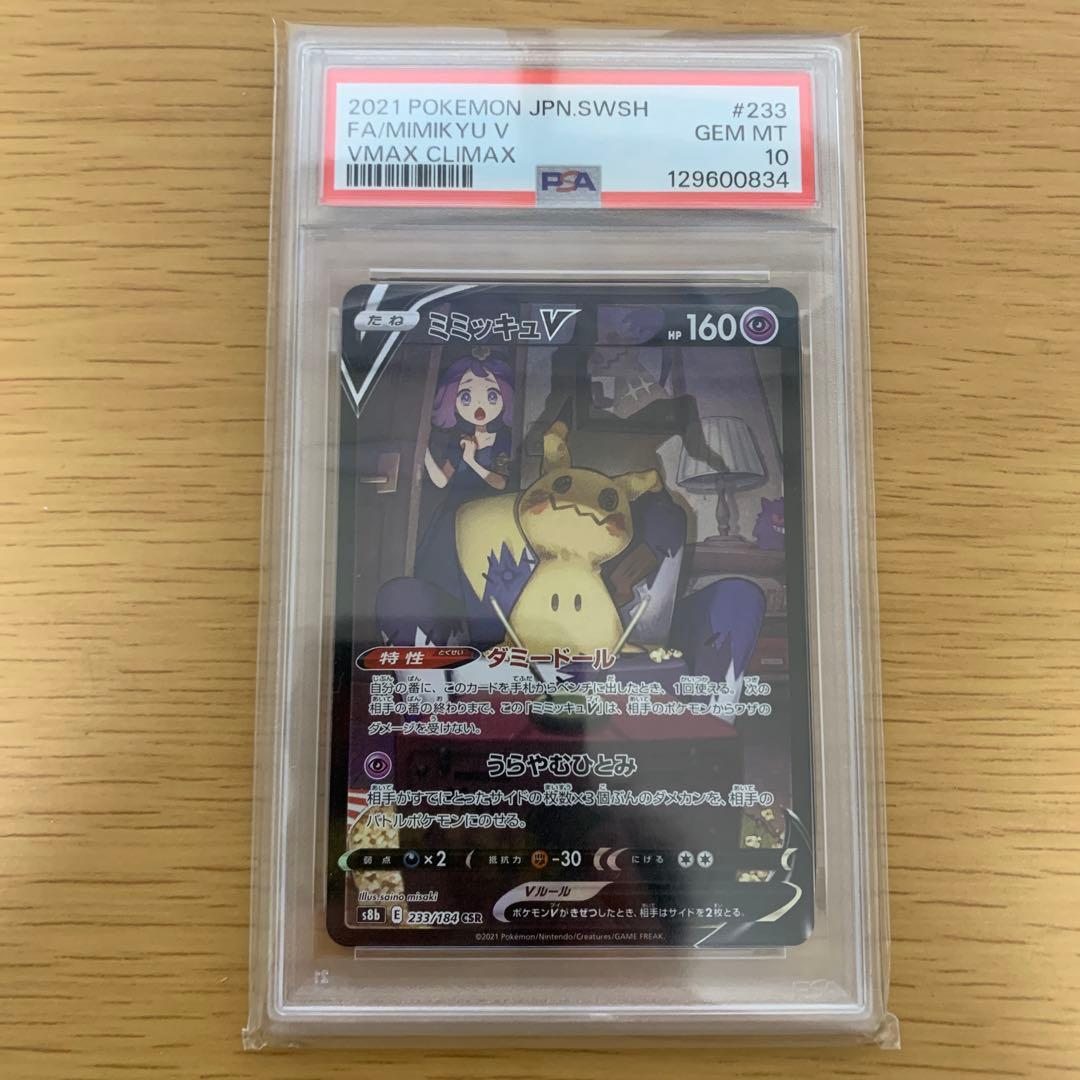 2021 POKEMON JPN.SWSH #233
FA/MIMIKYU V GEM MT
VMAX CLIMAX 10
PSA 129600834
たね ミミッキュV HP 160
特性 とくせい ダミードール
自分の番に、このカードを手札からベンチに出したとき、1回使える。次の
相手の番の終わりまで、この「ミミッキュV」は、相手のポケモンからワザの
ダメージを受けない。
うらやむひとみ
相手がすでにとったサイドの枚数×3個ぶんのダメカンを、相手の
バトルポケモンにのせる。
弱点 ×2 抵抗力 -30 にげる
Illus.saino misaki
Vルール
s8b E 233/184 CSR
ポケモンVがきぜつしたとき、相手はサイドを2枚とる。
©2021 Pokémon/Nintendo/Creatures/GAME FREAK.
PSA